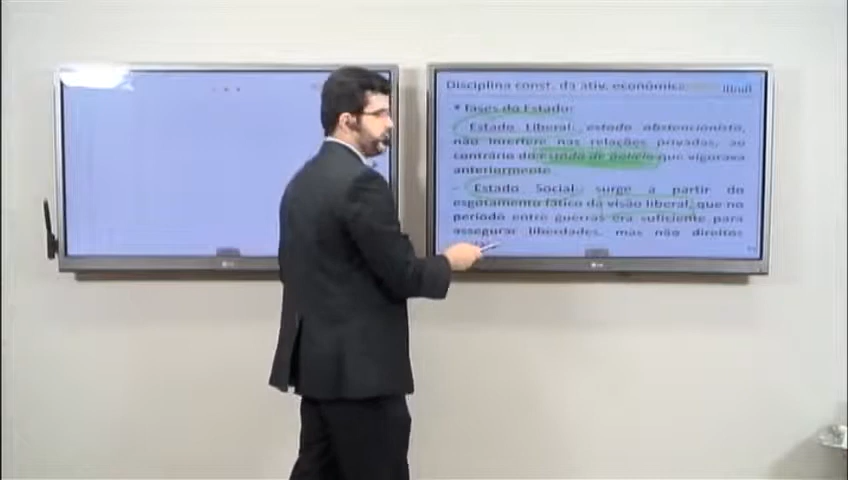 Disciplina const. da ativ. econômica
• Fases do Estado:
- Estado Liberal: estado abstencionista,
não interfere nas relações privadas, ao
contrário do estado de polícia que vigorava
anteriormente.
- Estado Social: surge a partir do
esgotamento fático da visão liberal, que no
período entre guerras era suficiente para
assegurar liberdades, mas não direitos
LG
LG